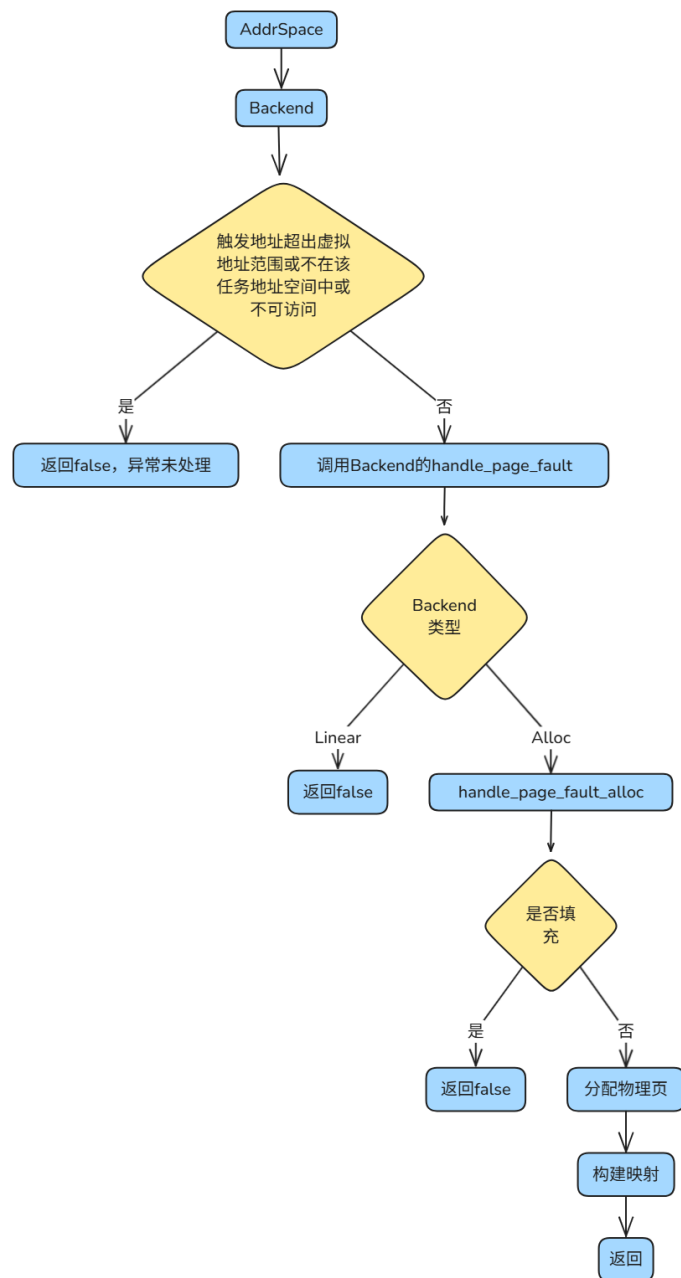 AddrSpace
Backend
触发地址超出虚拟
地址范围或不在该
任务地址空间中或
不可访问
是
否
返回false，异常未处理
调用Backend的handle_page_fault
Backend
类型
Linear
Alloc
返回false
handle_page_fault_alloc
是否填
充
是
否
返回false
分配物理页
构建映射
返回